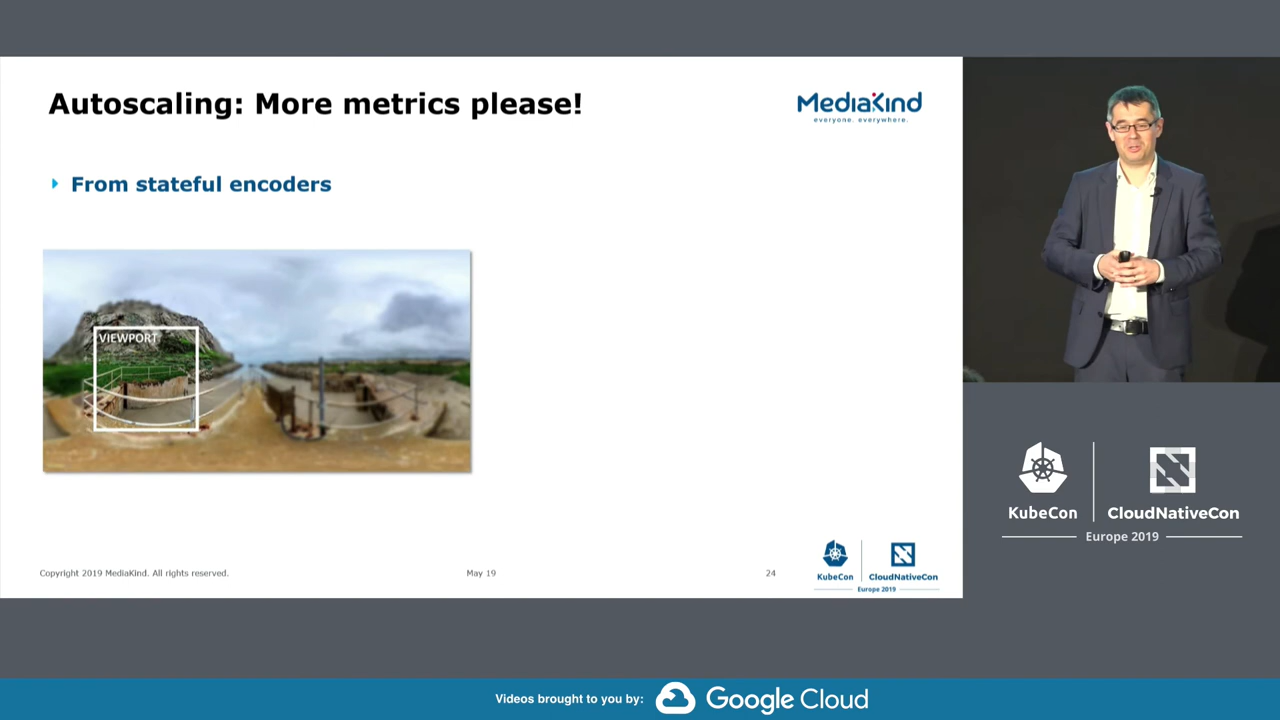 Autoscaling: More metrics please!
MediaKind
everyone. everywhere.
From stateful encoders
VIEWPORT
Copyright 2019 MediaKind. All rights reserved.
May 19
24
KubeCon
CloudNativeCon
Europe 2019
KubeCon
CloudNativeCon
Europe 2019
Videos brought to you by:
Google Cloud